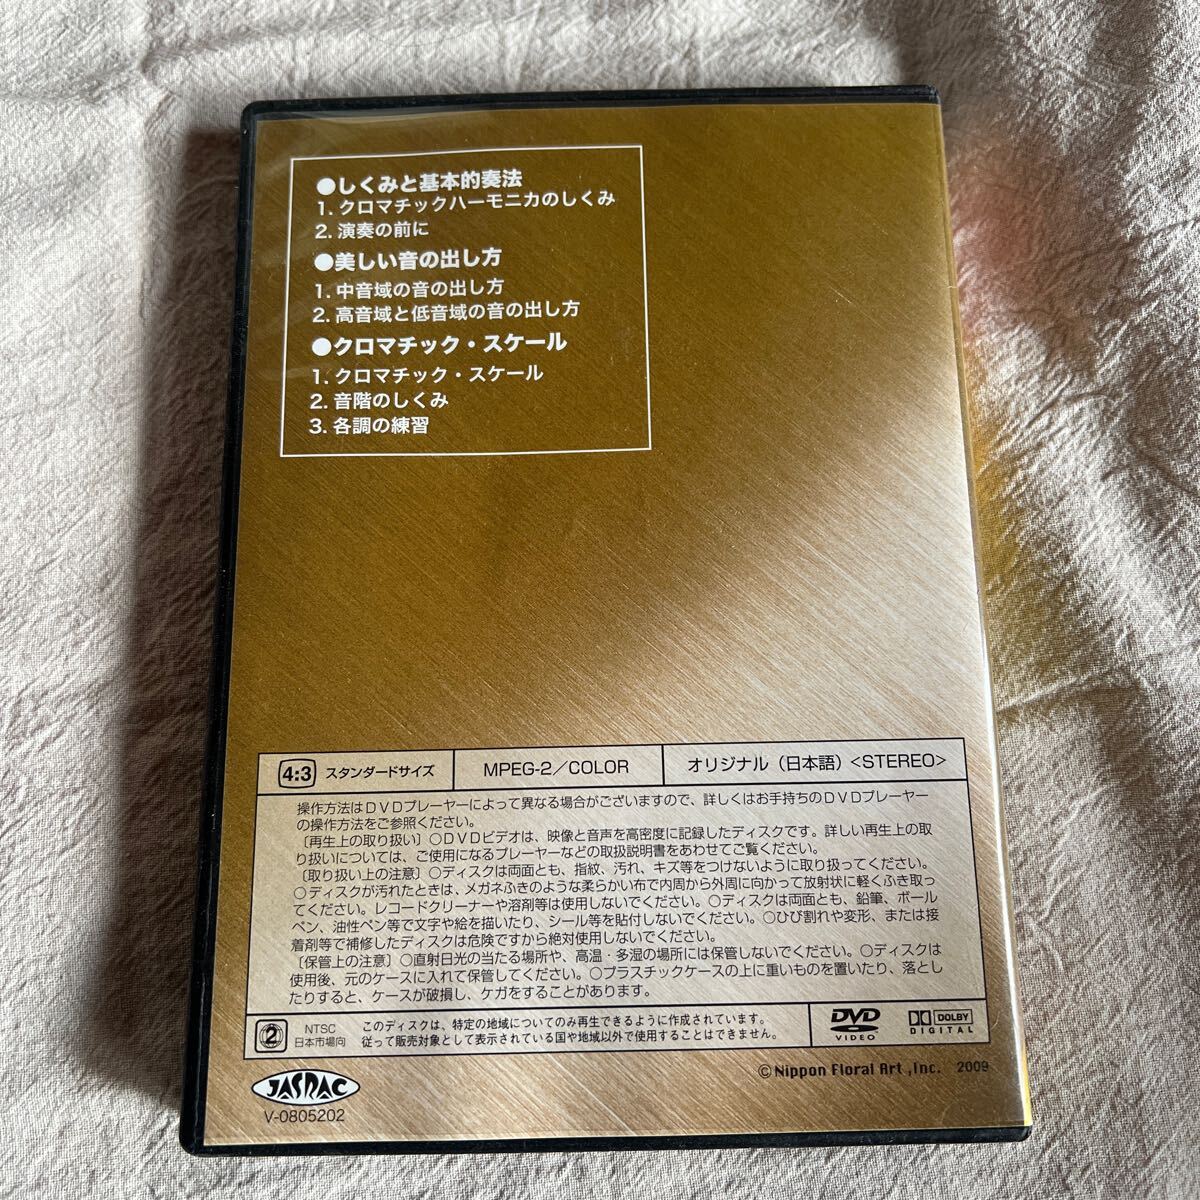 ●しくみと基本的奏法
1. クロマチックハーモニカのしくみ
2. 演奏の前に
●美しい音の出し方
1. 中音域の音の出し方
2. 高音域と低音域の音の出し方
●クロマチック・スケール
1. クロマチック・スケール
2. 音階のしくみ
3. 各調の練習
4:3 スタンダードサイズ
MPEG-2／COLOR
オリジナル（日本語）<STEREO>
操作方法はDVDプレーヤーによって異なる場合がございますので、詳しくはお手持ちのDVDプレーヤー
の操作方法をご参照ください。
〔再生上の取り扱い〕○DVDビデオは、映像と音声を高密度に記録したディスクです。詳しい再生上の取
り扱いについては、ご使用になるプレーヤーなどの取扱説明書をあわせてご覧ください。
〔取り扱い上の注意〕○ディスクは両面とも、指紋、汚れ、キズ等をつけないように取り扱ってください。
○ディスクが汚れたときは、メガネふきのような柔らかい布で内周から外周に向かって放射状に軽くふき取っ
てください。レコードクリーナーや溶剤等は使用しないでください。○ディスクは両面とも、鉛筆、ボール
ペン、油性ペン等で文字や絵を描いたり、シール等を貼付しないでください。○ひび割れや変形、または接
着剤等で補修したディスクは危険ですから絶対使用しないでください。
〔保管上の注意〕○直射日光の当たる場所や、高温・多湿の場所には保管しないでください。○ディスクは
使用後、元のケースに入れて保管してください。○プラスチックケースの上に重いものを置いたり、落とし
たりすると、ケースが破損し、ケガをすることがあります。
2
NTSC
日本市場向
このディスクは、特定の地域についてのみ再生できるように作成されています。
従って販売対象として表示されている国や地域以外で使用することはできません。
DVD
VIDEO
DOLBY
DIGITAL
©Nippon Floral Art ,Inc. 2009
JASRAC
V-0805202